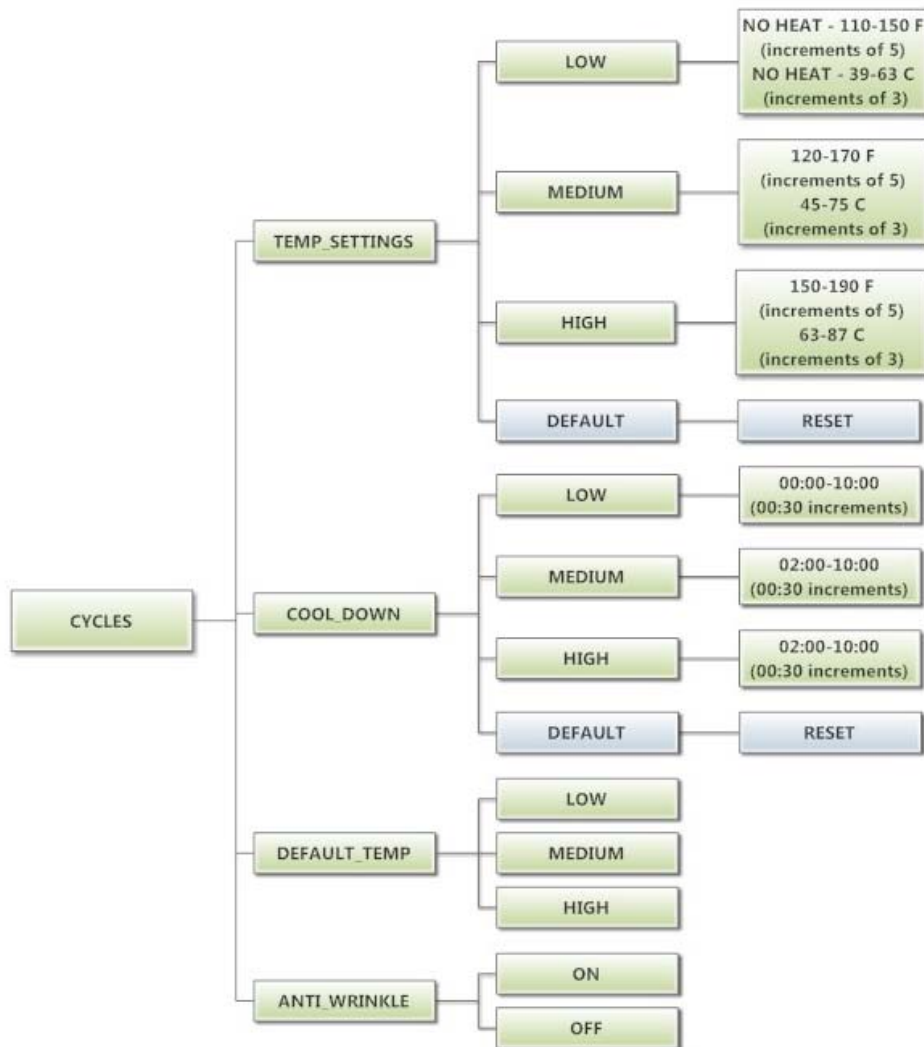 CYCLES
TEMP_SETTINGS
LOW
NO HEAT - 110-150 F
(increments of 5)
NO HEAT - 39-63 C
(increments of 3)
MEDIUM
120-170 F
(increments of 5)
45-75 C
(increments of 3)
HIGH
150-190 F
(increments of 5)
63-87 C
(increments of 3)
DEFAULT
RESET
COOL_DOWN
LOW
00:00-10:00
(00:30 increments)
MEDIUM
02:00-10:00
(00:30 increments)
HIGH
02:00-10:00
(00:30 increments)
DEFAULT
RESET
DEFAULT_TEMP
LOW
MEDIUM
HIGH
ANTI_WRINKLE
ON
OFF